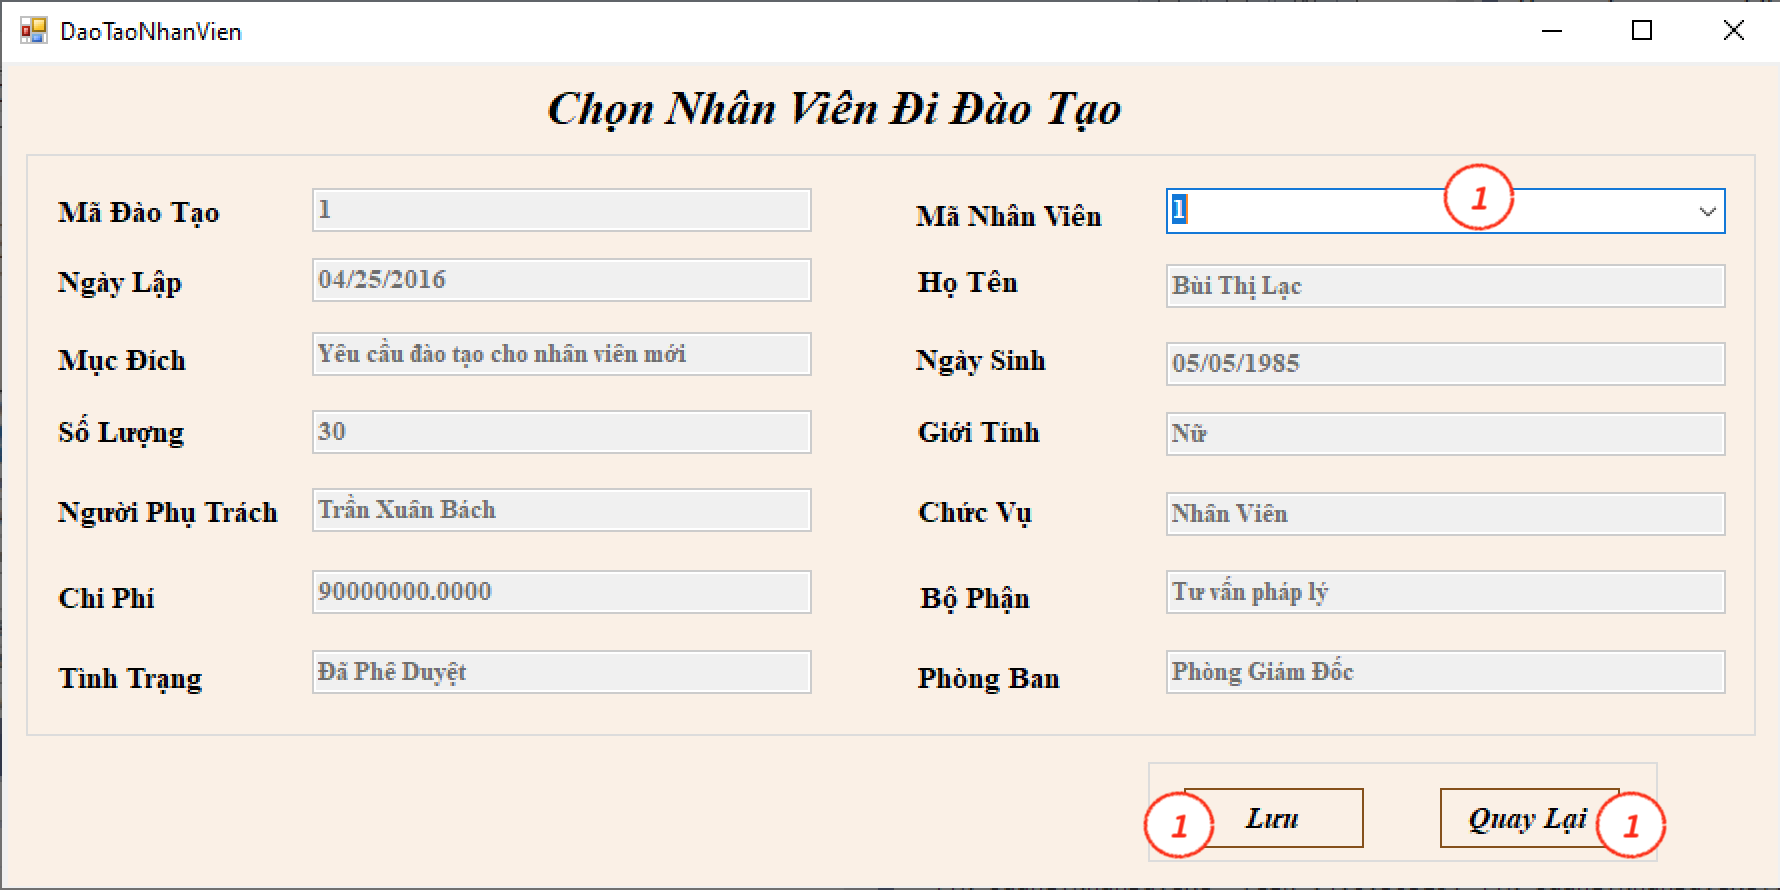 DaoTaoNhanVien
Chọn Nhân Viên Đi Đào Tạo
Mã Đào Tạo 1
Ngày Lập 04/25/2016
Mục Đích Yêu cầu đào tạo cho nhân viên mới
Số Lượng 30
Người Phụ Trách Trần Xuân Bách
Chi Phí 90000000.0000
Tình Trạng Đã Phê Duyệt
Mã Nhân Viên 1 1
Họ Tên Bùi Thị Lạc
Ngày Sinh 05/05/1985
Giới Tính Nữ
Chức Vụ Nhân Viên
Bộ Phận Tư vấn pháp lý
Phòng Ban Phòng Giám Đốc
1 Lưu Quay Lại 1